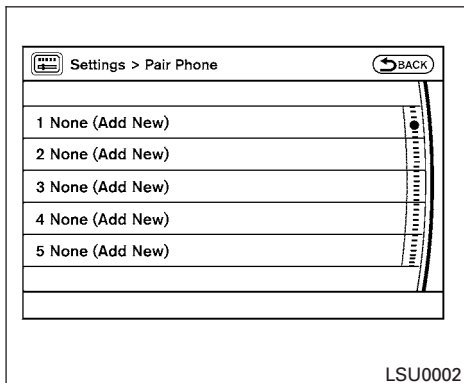 Settings > Pair Phone
BACK
1 None (Add New)
2 None (Add New)
3 None (Add New)
4 None (Add New)
5 None (Add New)
LSU0002